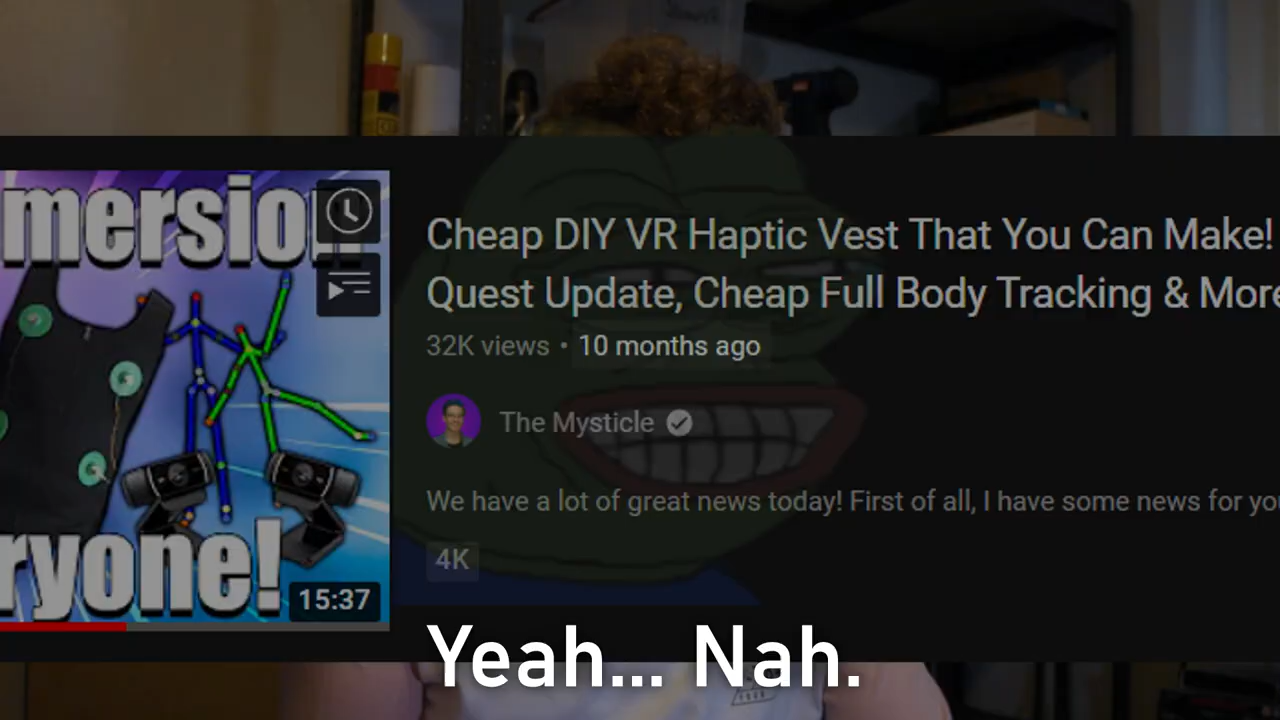 mersion
ryone!
15:37
Cheap DIY VR Haptic Vest That You Can Make!
Quest Update, Cheap Full Body Tracking & More
32K views • 10 months ago
The Mysticle
We have a lot of great news today! First of all, I have some news for you
4K
Yeah... Nah.